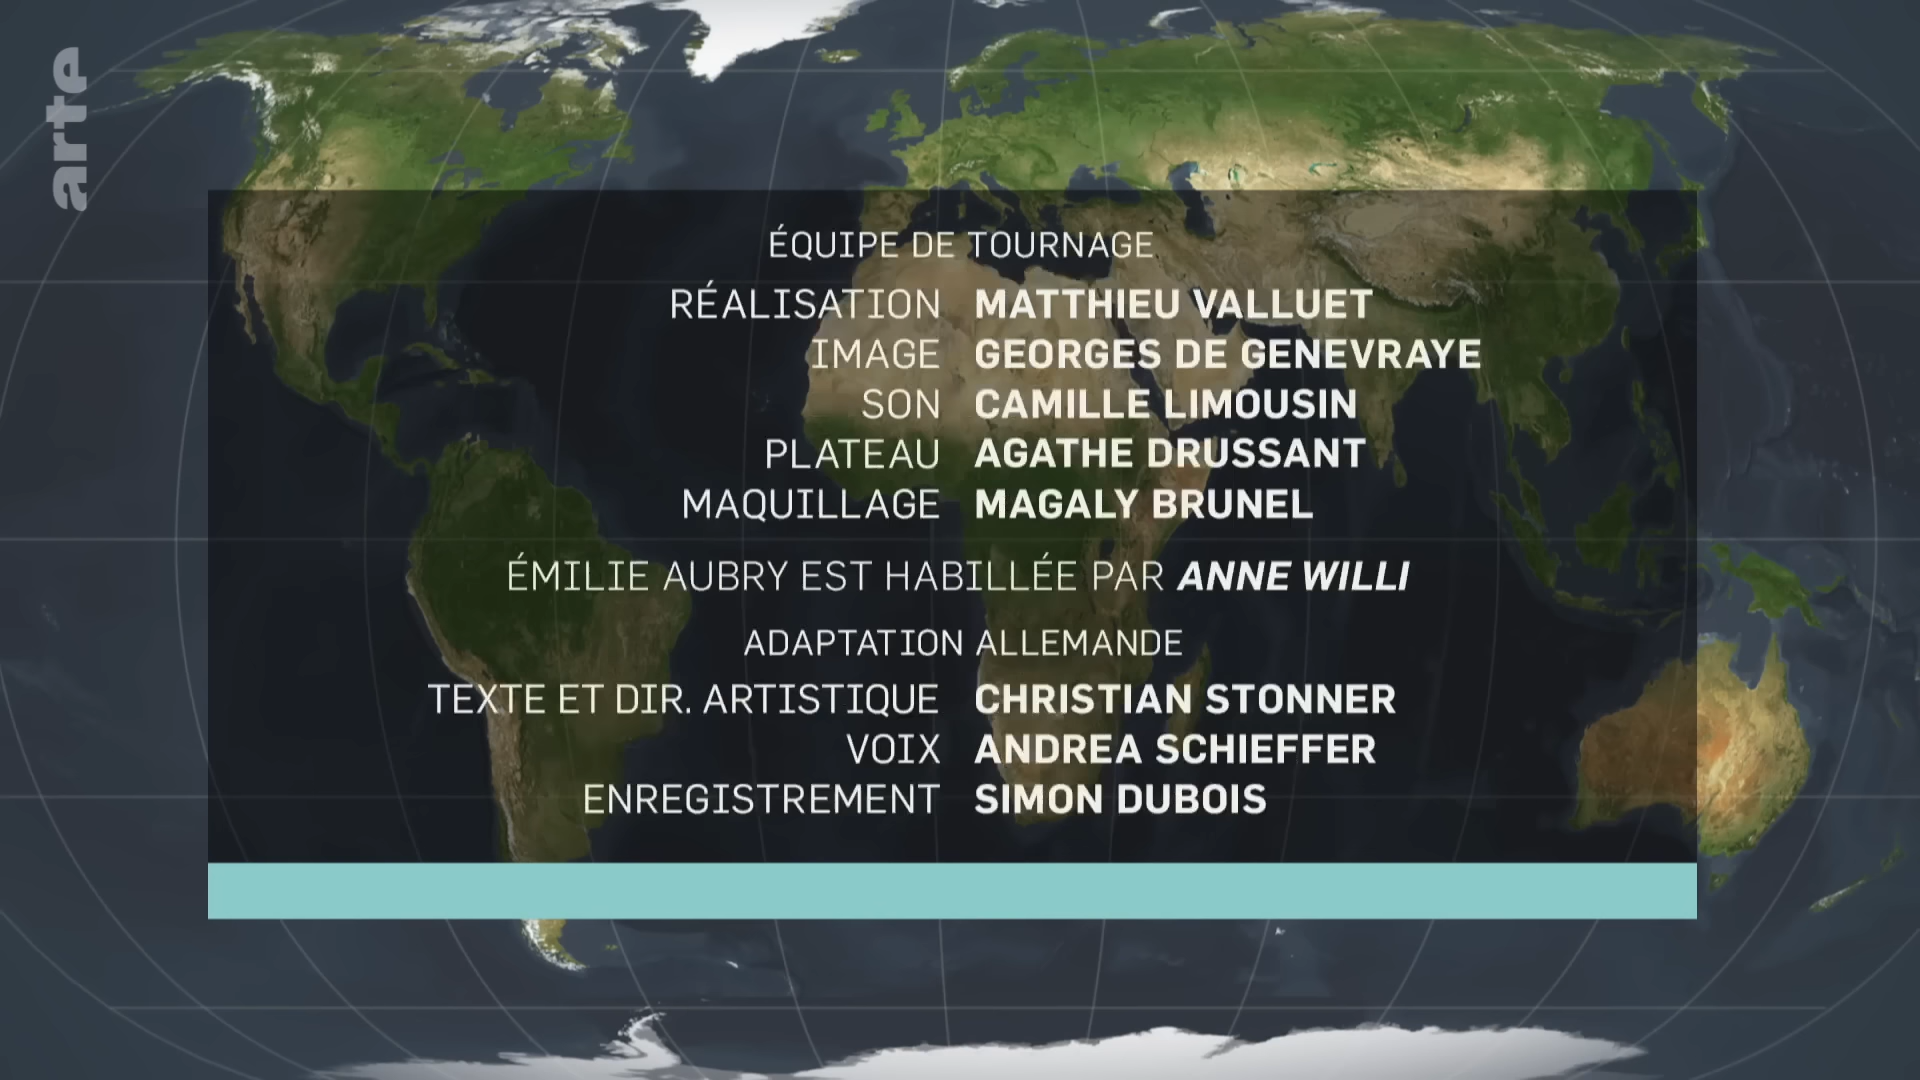 arte
ÉQUIPE DE TOURNAGE
RÉALISATION MATTHIEU VALLUET
IMAGE GEORGES DE GENEVRAYE
SON CAMILLE LIMOUSIN
PLATEAU AGATHE DRUSSANT
MAQUILLAGE MAGALY BRUNEL
ÉMILIE AUBRY EST HABILLÉE PAR ANNE WILLI
ADAPTATION ALLEMANDE
TEXTE ET DIR. ARTISTIQUE CHRISTIAN STONNER
VOIX ANDREA SCHIEFFER
ENREGISTREMENT SIMON DUBOIS